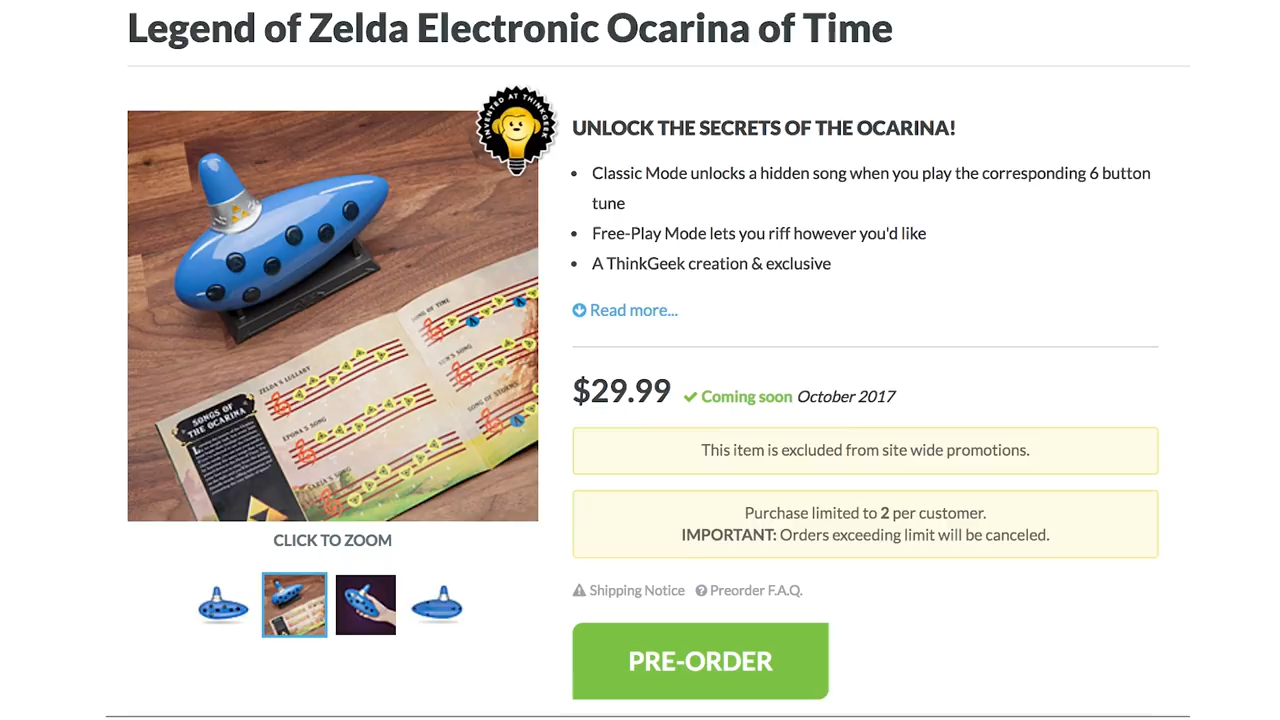 Legend of Zelda Electronic Ocarina of Time
INVENTED AT THINKGEEK
UNLOCK THE SECRETS OF THE OCARINA!
Classic Mode unlocks a hidden song when you play the corresponding 6 button
tune
Free-Play Mode lets you riff however you'd like
A ThinkGeek creation & exclusive
Read more...
$29.99 Coming soon October 2017
This item is excluded from site wide promotions.
Purchase limited to 2 per customer.
IMPORTANT: Orders exceeding limit will be canceled.
Shipping Notice Preorder F.A.Q.
PRE-ORDER
SONGS OF
THE OCARINA
ZELDA'S LULLABY
EPONA'S SONG
SARIA'S SONG
SONG OF TIME
SUN'S SONG
SONG OF STORMS
CLICK TO ZOOM